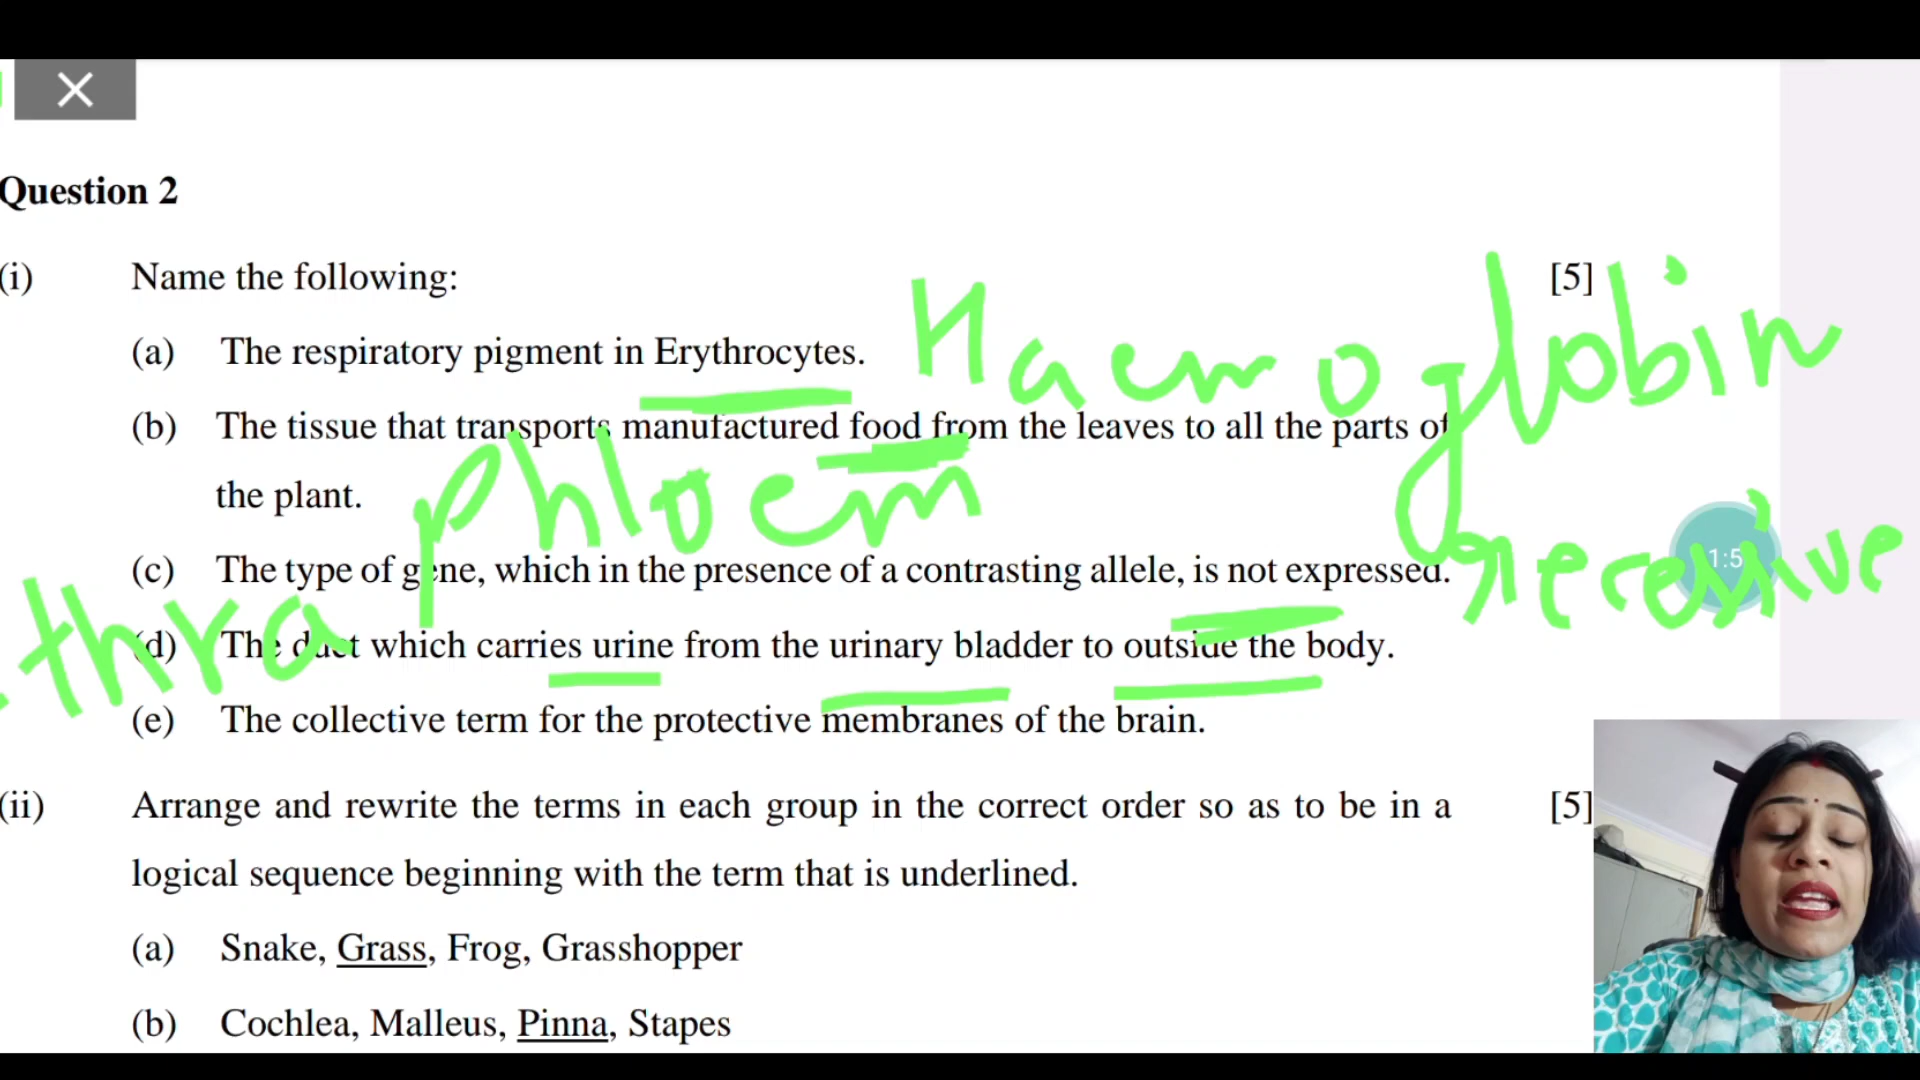 Question 2
(i) Name the following: [5]
(a) The respiratory pigment in Erythrocytes. Haemoglobin
(b) The tissue that transports manufactured food from the leaves to all the parts of
the plant. Phloem
(c) The type of gene, which in the presence of a contrasting allele, is not expressed. recessive
thra (d) The duct which carries urine from the urinary bladder to outside the body.
(e) The collective term for the protective membranes of the brain.
(ii) Arrange and rewrite the terms in each group in the correct order so as to be in a [5]
logical sequence beginning with the term that is underlined.
(a) Snake, Grass, Frog, Grasshopper
(b) Cochlea, Malleus, Pinna, Stapes